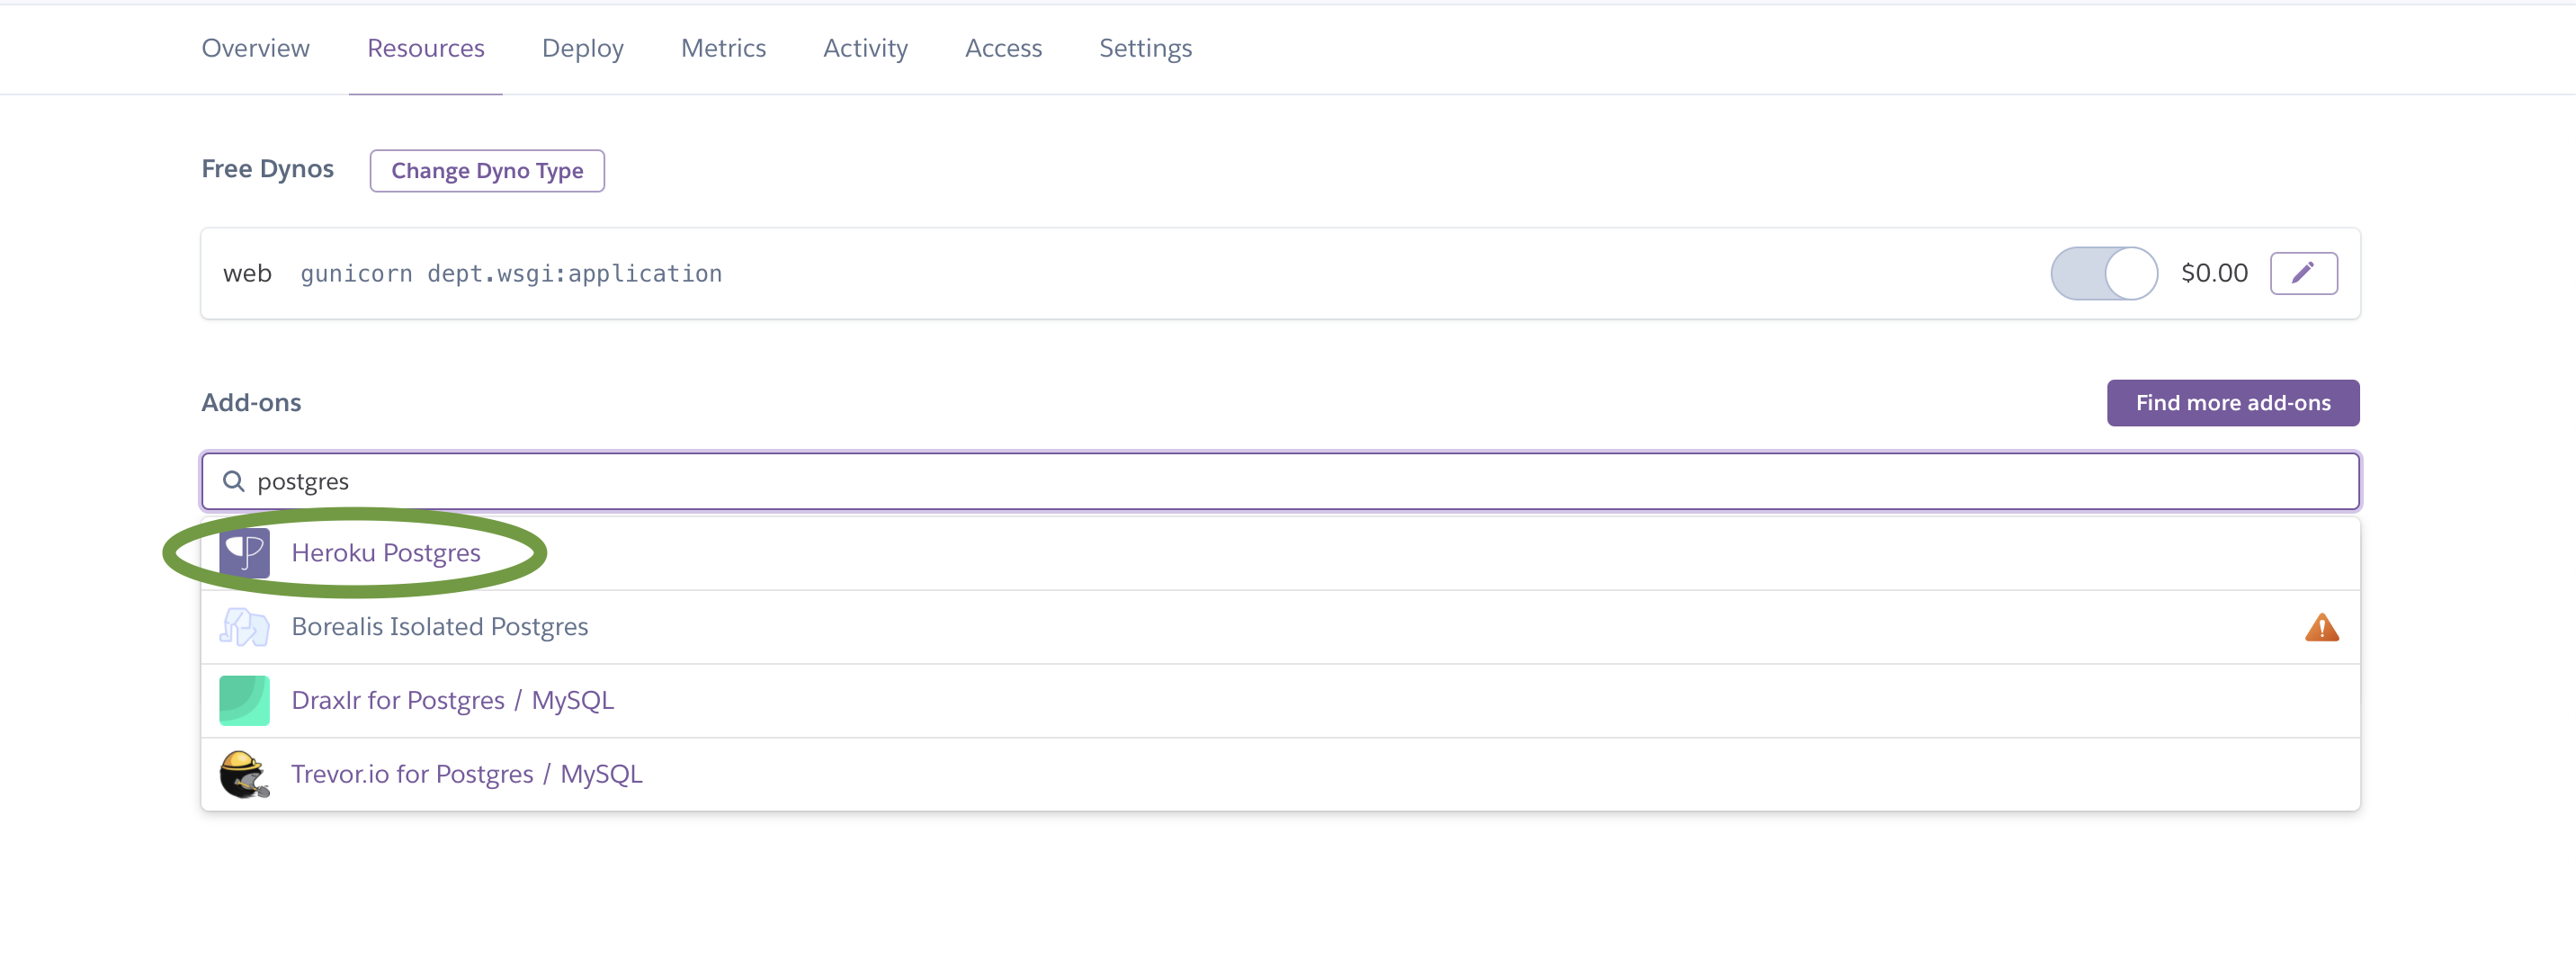 Overview Resources Deploy Metrics Activity Access Settings
Free Dynos Change Dyno Type
web gunicorn dept.wsgi:application $0.00
Add-ons Find more add-ons
postgres
Heroku Postgres
Borealis Isolated Postgres
Draxlr for Postgres / MySQL
Trevor.io for Postgres / MySQL